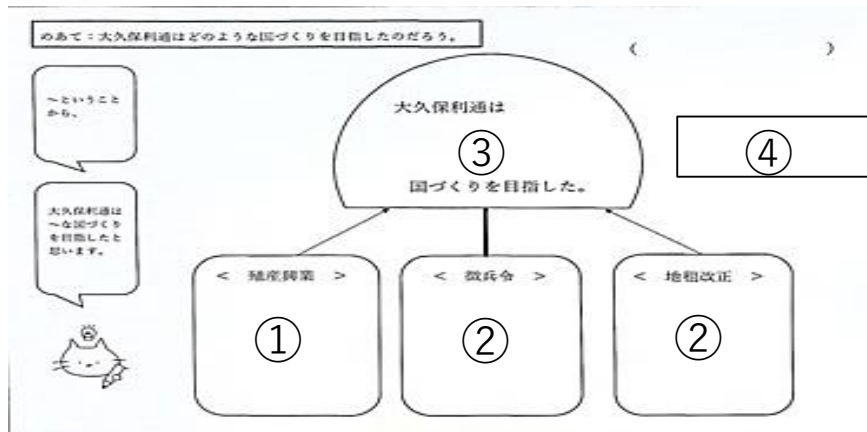 めあて：大久保利通はどのような国づくりを目指したのだろう。
（　　　　　　　）
～ということ
から、
大久保利通は
③
国づくりを目指した。
④
大久保利通は
～な国づくり
を目指したと
思います。
＜　殖産興業　＞
①
＜　徴兵令　＞
②
＜　地租改正　＞
②